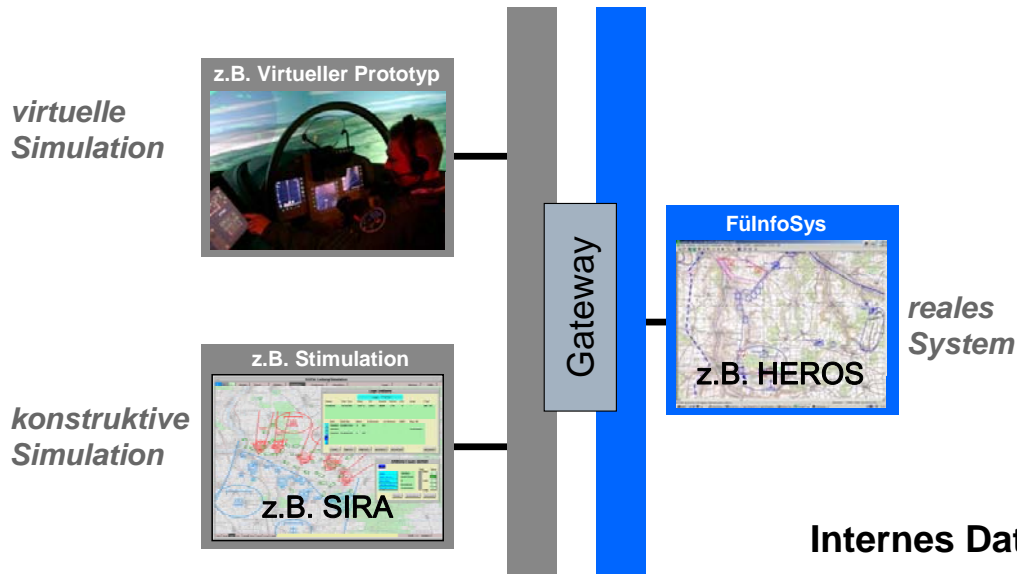 z.B. Virtueller Prototyp
virtuelle
Simulation
Gateway
FüInfoSys
z.B. HEROS
reales
System
z.B. Stimulation
konstruktive
Simulation
z.B. SIRA
Internes Dat